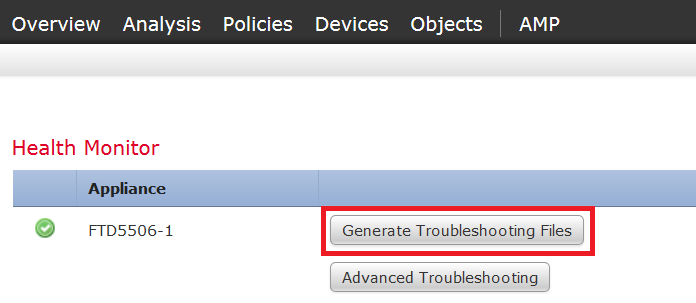 Overview Analysis Policies Devices Objects AMP
Health Monitor
Appliance
FTD5506-1 Generate Troubleshooting Files
Advanced Troubleshooting